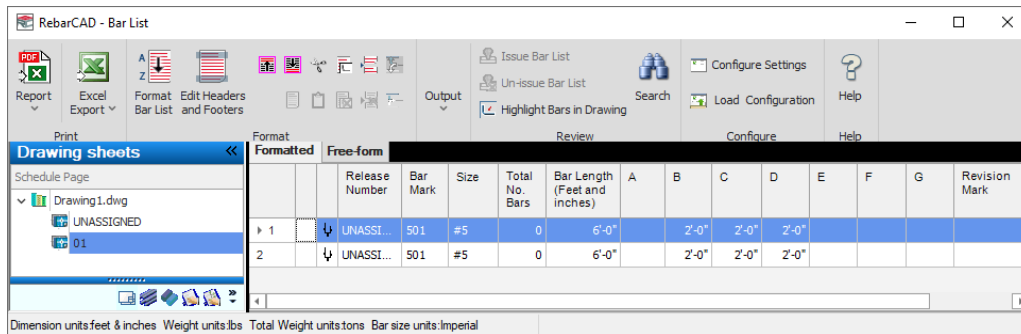 RebarCAD - Bar List
PDF
Report
Excel
Export
A
Z
Format
Bar List
Edit Headers
and Footers
Output
Issue Bar List
Un-issue Bar List
Highlight Bars in Drawing
Search
Configure Settings
Load Configuration
Help
Print
Format
Review
Configure
Help
Drawing sheets
Schedule Page
Drawing1.dwg
UNASSIGNED
01
Formatted Free-form
Release Number Bar Mark Size Total No. Bars Bar Length (Feet and inches) A B C D E F G Revision Mark
1 UNASSI... 501 #5 0 6'-0" 2'-0" 2'-0" 2'-0"
2 UNASSI... 501 #5 0 6'-0" 2'-0" 2'-0" 2'-0"
Dimension units:feet & inches Weight units:lbs Total Weight units:tons Bar size units:Imperial